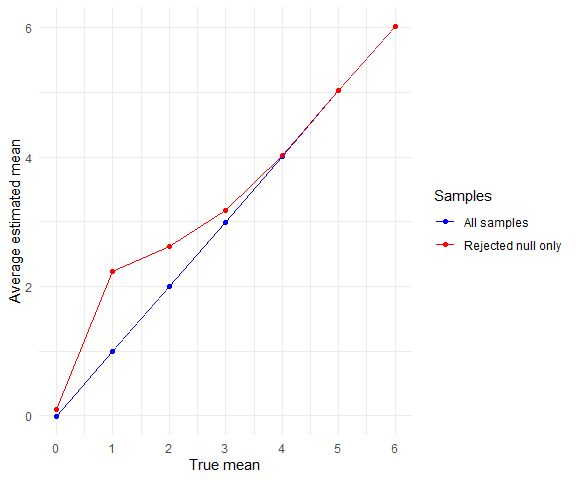 Average estimated mean
6
4
2
0
0 1 2 3 4 5 6
True mean
Samples
All samples
Rejected null only